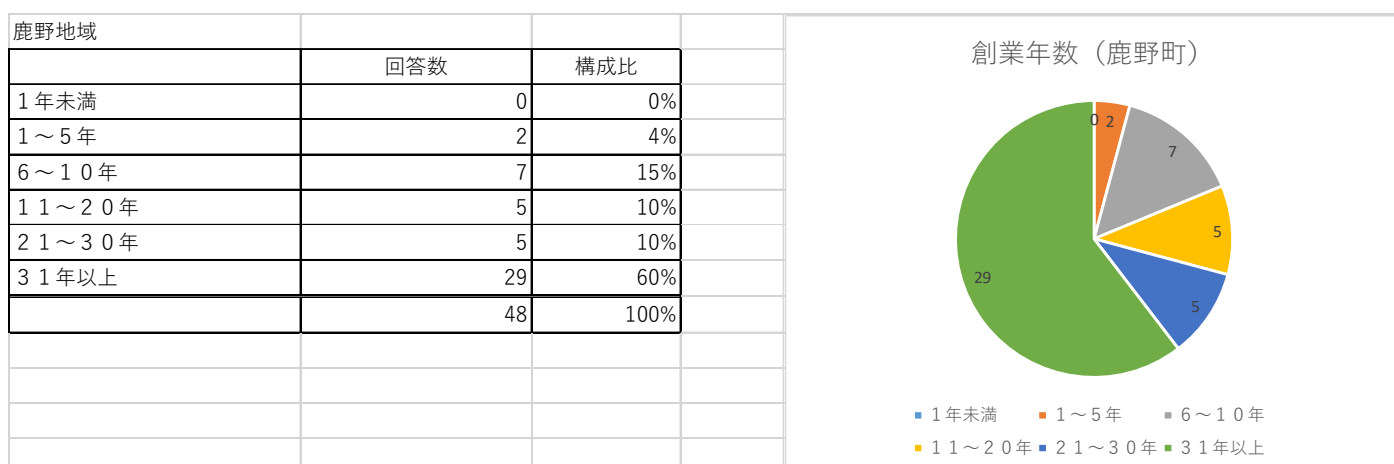 鹿野地域
回答数 構成比
１年未満 0 0%
１～５年 2 4%
６～１０年 7 15%
１１～２０年 5 10%
２１～３０年 5 10%
３１年以上 29 60%
48 100%
創業年数（鹿野町）
0 2
7
5
5
29
１年未満 １～５年 ６～１０年
１１～２０年 ２１～３０年 ３１年以上